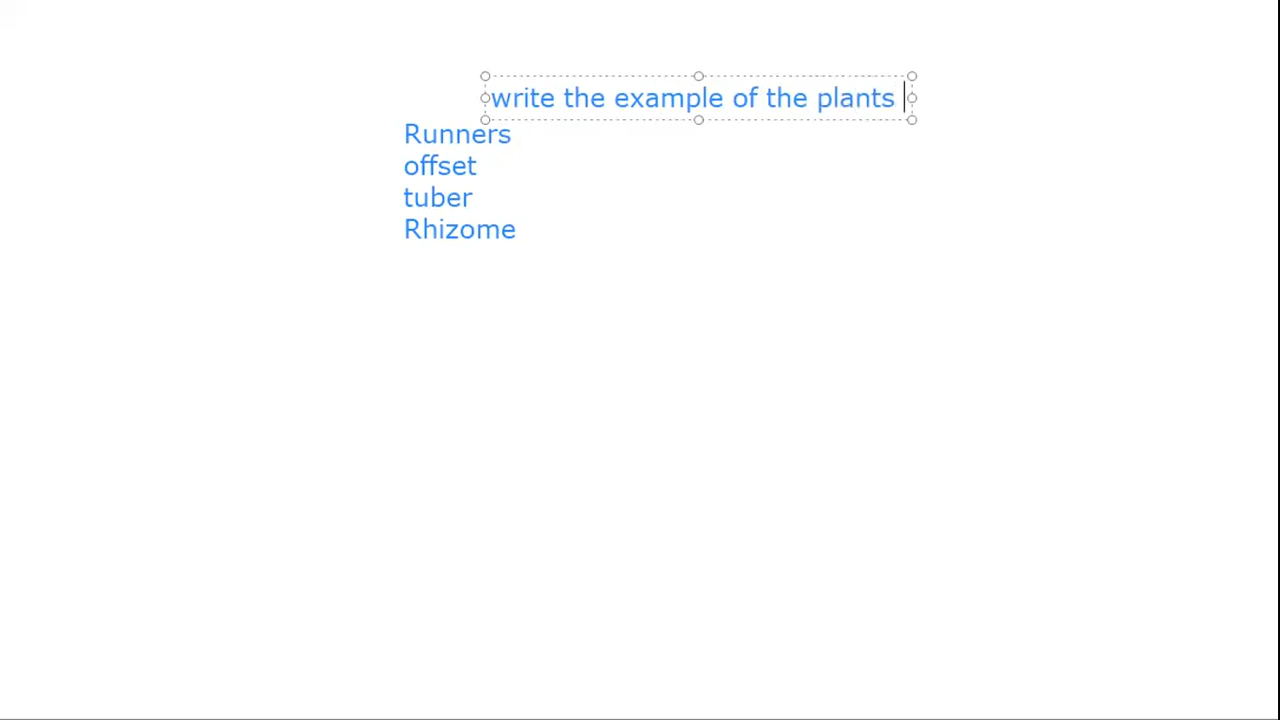 write the example of the plants
Runners
offset
tuber
Rhizome